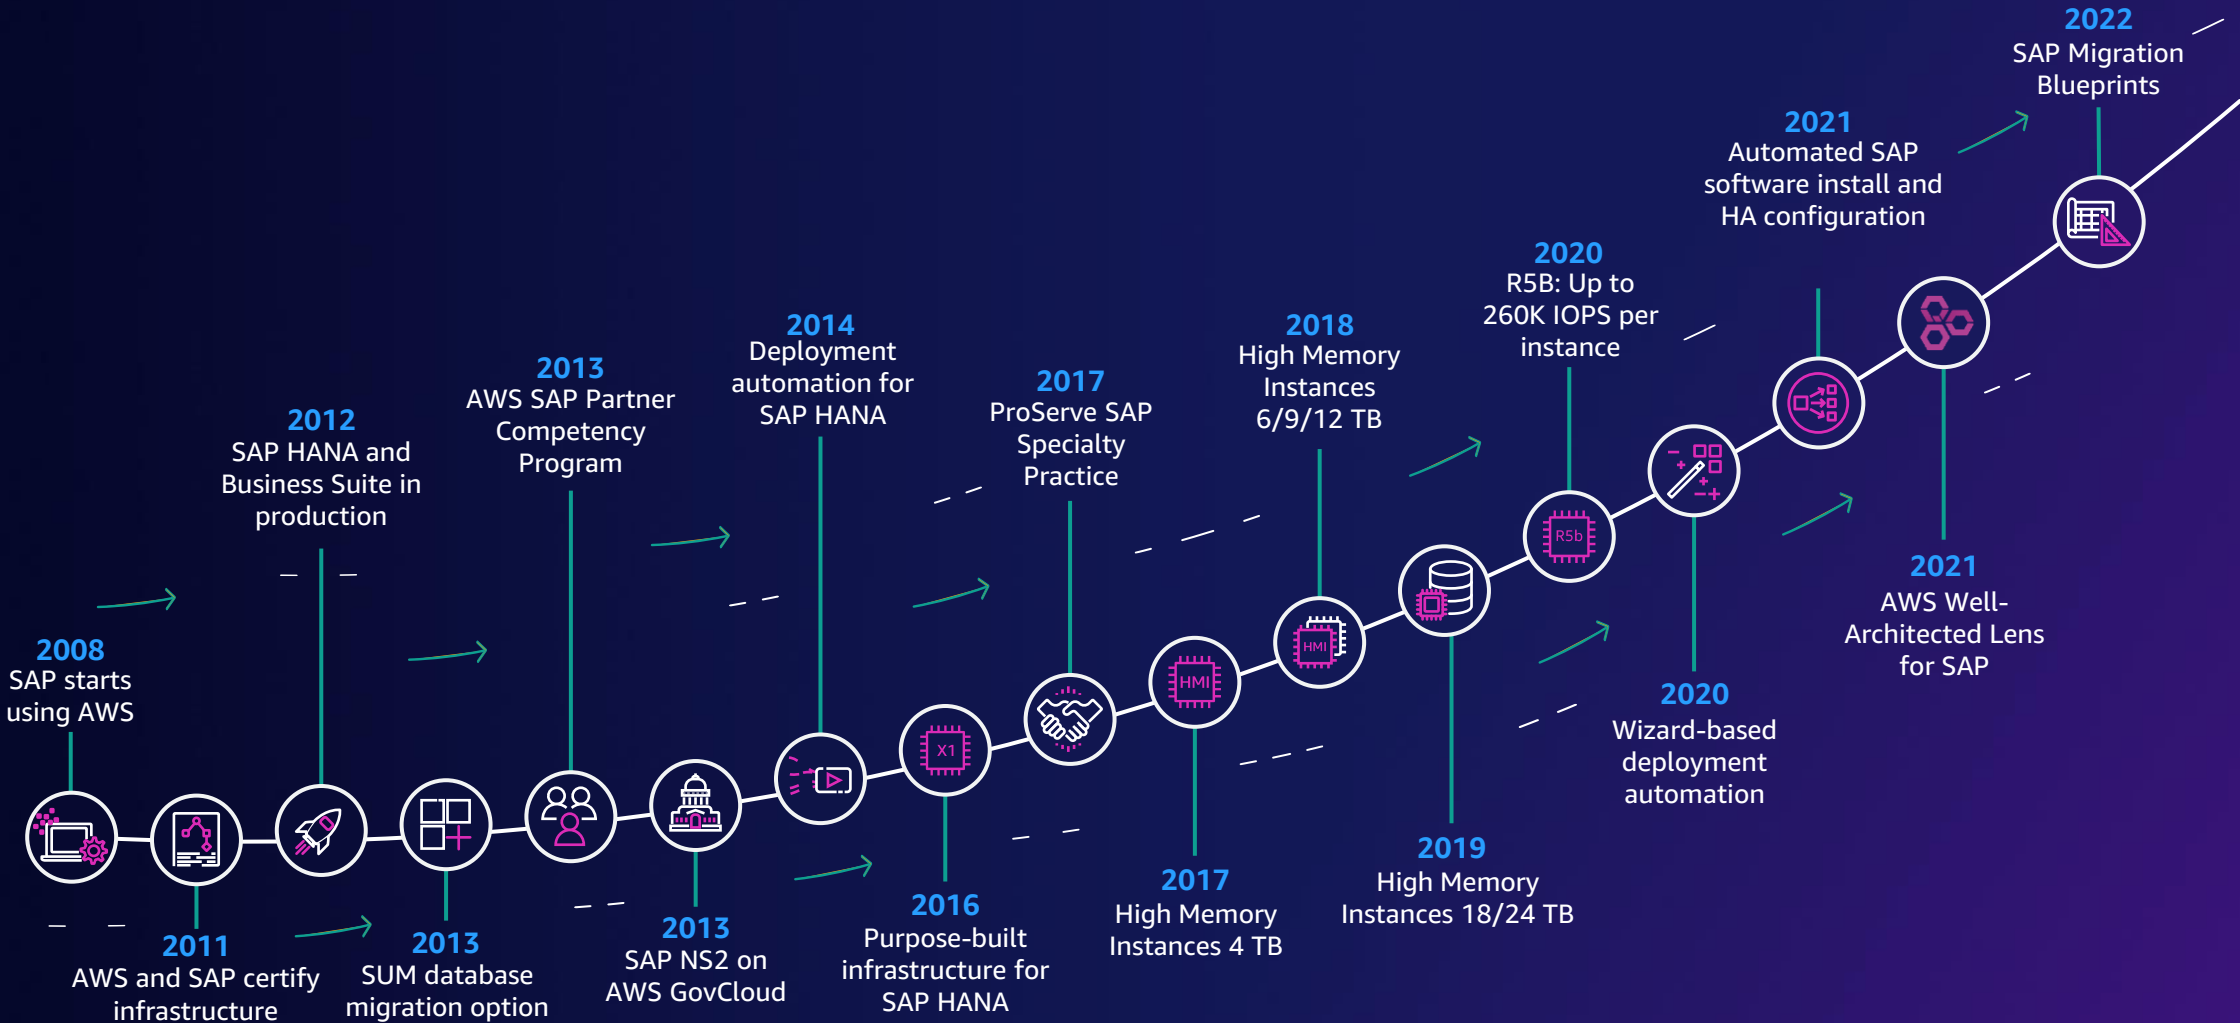 2008
SAP starts
using AWS
2011
AWS and SAP certify
infrastructure
2012
SAP HANA and
Business Suite in
production
2013
SUM database
migration option
2013
AWS SAP Partner
Competency
Program
2013
SAP NS2 on
AWS GovCloud
2014
Deployment
automation for
SAP HANA
X1
2016
Purpose-built
infrastructure for
SAP HANA
2017
ProServe SAP
Specialty
Practice
HMI
2017
High Memory
Instances 4 TB
2018
High Memory
Instances
6/9/12 TB
HMI
2019
High Memory
Instances 18/24 TB
2020
R5B: Up to
260K IOPS per
instance
R5b
2020
Wizard-based
deployment
automation
2021
Automated SAP
software install and
HA configuration
2021
AWS Well-
Architected Lens
for SAP
2022
SAP Migration
Blueprints